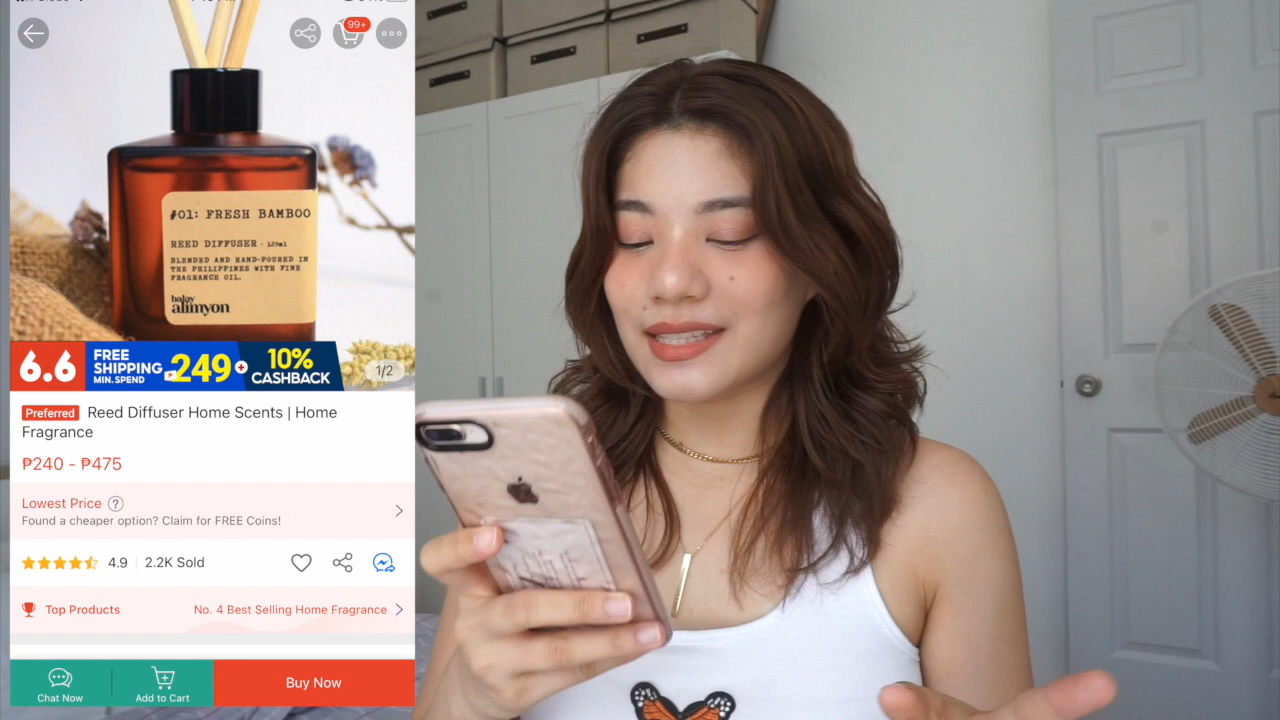 99+
#01: FRESH BAMBOO
REED DIFFUSER - 125ml
BLENDED AND HAND-POURED IN
THE PHILIPPINES WITH FINE
FRAGRANCE OIL.
balay
alimyon
6.6
FREE
SHIPPING
MIN. SPEND
₱249
10%
CASHBACK
1/2
Preferred Reed Diffuser Home Scents | Home
Fragrance
₱240 - ₱475
Lowest Price ?
Found a cheaper option? Claim for FREE Coins!
4.9 | 2.2K Sold
Top Products
No. 4 Best Selling Home Fragrance
Chat Now
Add to Cart
Buy Now